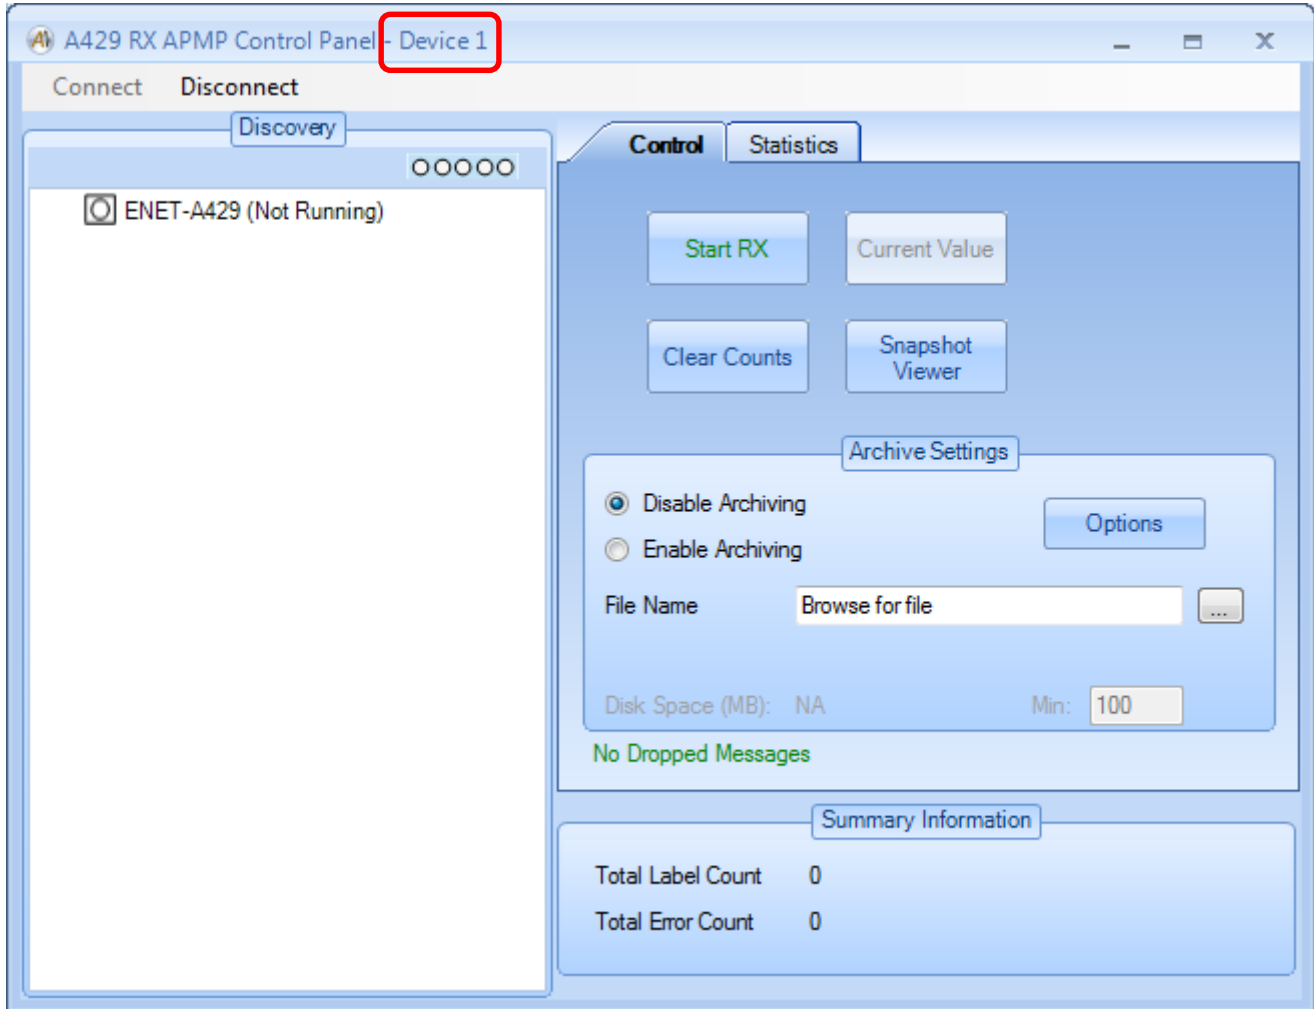 A429 RX APMP Control Panel - Device 1
Connect Disconnect
Discovery
ENET-A429 (Not Running)
Control Statistics
Start RX Current Value
Clear Counts Snapshot Viewer
Archive Settings
Disable Archiving
Options
Enable Archiving
File Name Browse for file ...
Disk Space (MB): NA Min: 100
No Dropped Messages
Summary Information
Total Label Count 0
Total Error Count 0